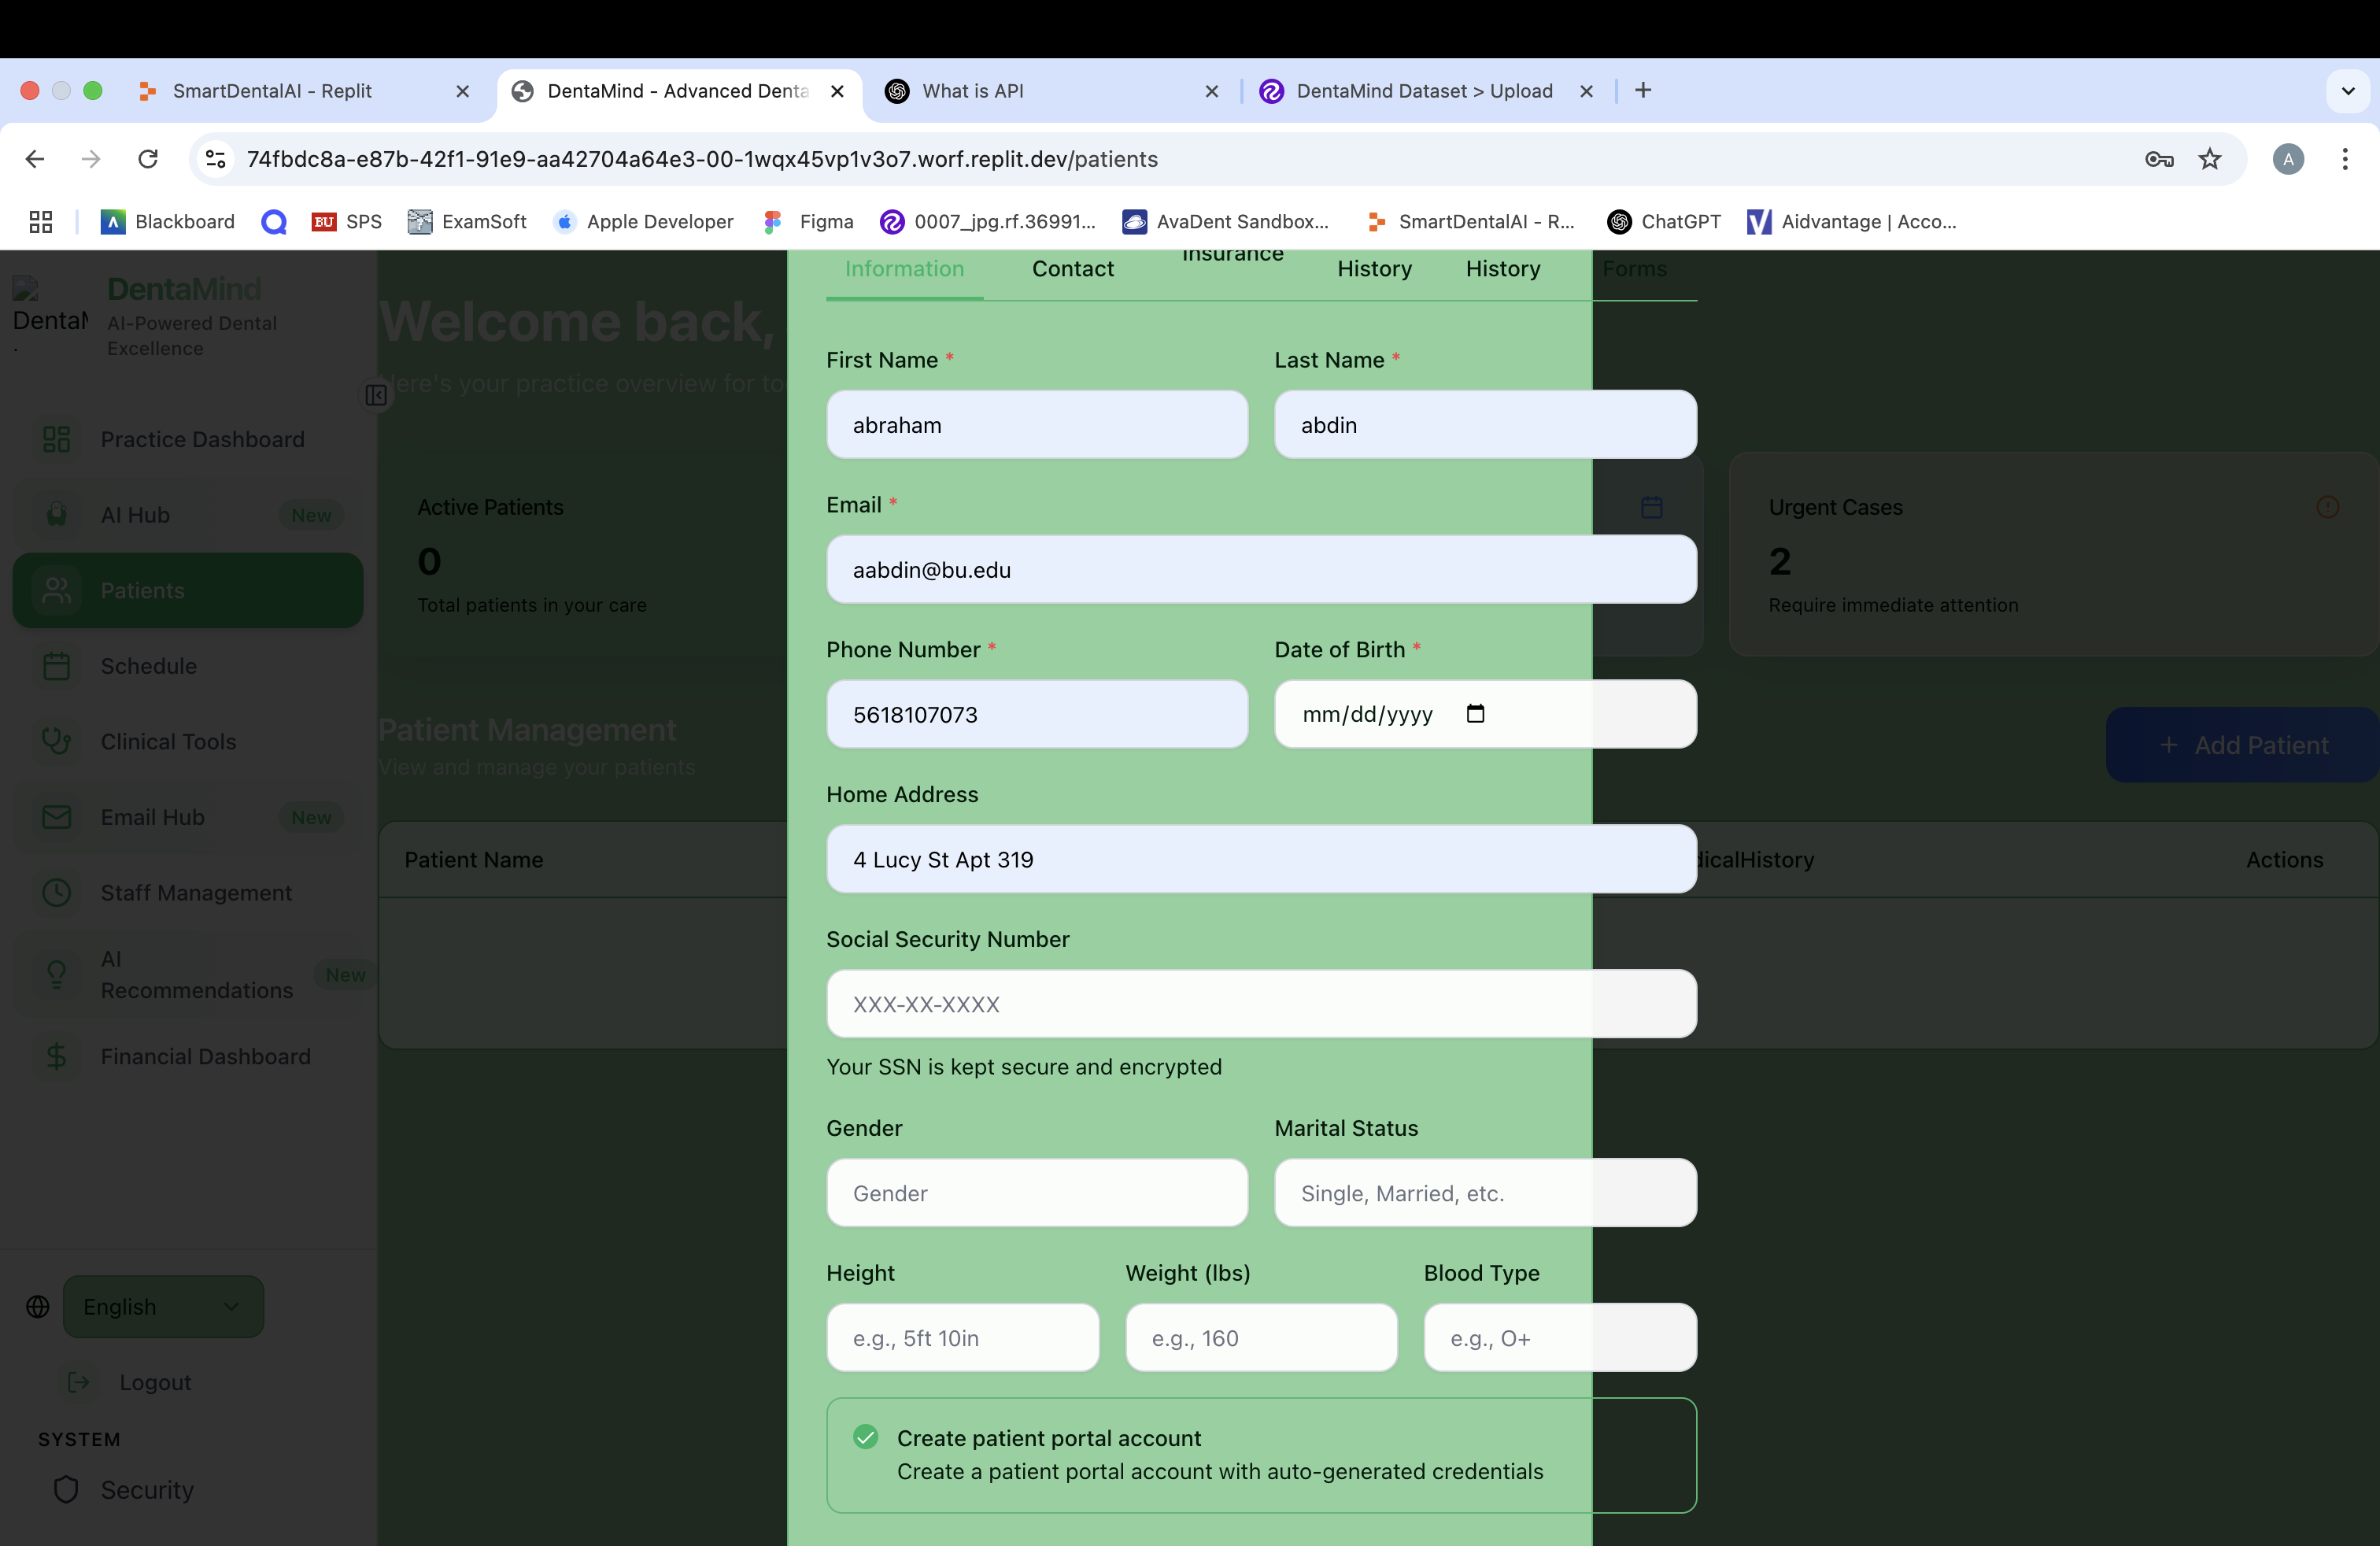 SmartDentalAI - Replit
DentaMind - Advanced Denta
What is API
DentaMind Dataset > Upload
74fbdc8a-e87b-42f1-91e9-aa42704a64e3-00-1wqx45vp1v3o7.worf.replit.dev/patients
A
Blackboard
BU SPS
ExamSoft
Apple Developer
Figma
0007_jpg.rf.36991...
AvaDent Sandbox...
SmartDentalAI - R...
ChatGPT
Aidvantage | Acco...
DentaMind
AI-Powered Dental
Excellence
Practice Dashboard
AI Hub New
Patients
Schedule
Clinical Tools
Email Hub New
Staff Management
AI
Recommendations New
Financial Dashboard
English
Logout
SYSTEM
Security
Welcome back,
Here's your practice overview for to
Active Patients
0
Total patients in your care
Urgent Cases
2
Require immediate attention
Patient Management
View and manage your patients
+ Add Patient
Patient Name
dicalHistory
Actions
Information
Contact
Insurance
History
History
Forms
First Name *
abraham
Last Name *
abdin
Email *
aabdin@bu.edu
Phone Number *
5618107073
Date of Birth *
mm/dd/yyyy
Home Address
4 Lucy St Apt 319
Social Security Number
XXX-XX-XXXX
Your SSN is kept secure and encrypted
Gender
Gender
Marital Status
Single, Married, etc.
Height
e.g., 5ft 10in
Weight (lbs)
e.g., 160
Blood Type
e.g., O+
Create patient portal account
Create a patient portal account with auto-generated credentials